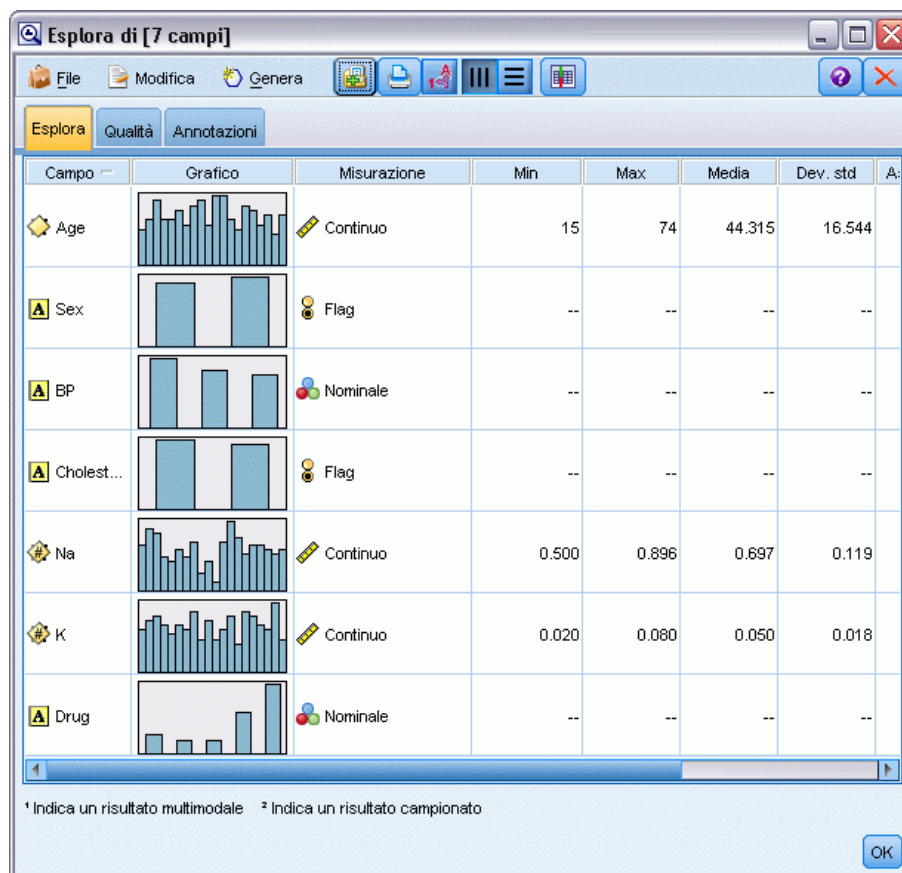 Esplora di [7 campi]
File Modifica Genera
Esplora Qualità Annotazioni
Campo Grafico Misurazione Min Max Media Dev. std
Age Continuo 15 74 44.315 16.544
Sex Flag -- -- -- --
BP Nominale -- -- -- --
Cholest... Flag -- -- -- --
Na Continuo 0.500 0.896 0.697 0.119
K Continuo 0.020 0.080 0.050 0.018
Drug Nominale -- -- -- --
¹ Indica un risultato multimodale ² Indica un risultato campionato
OK